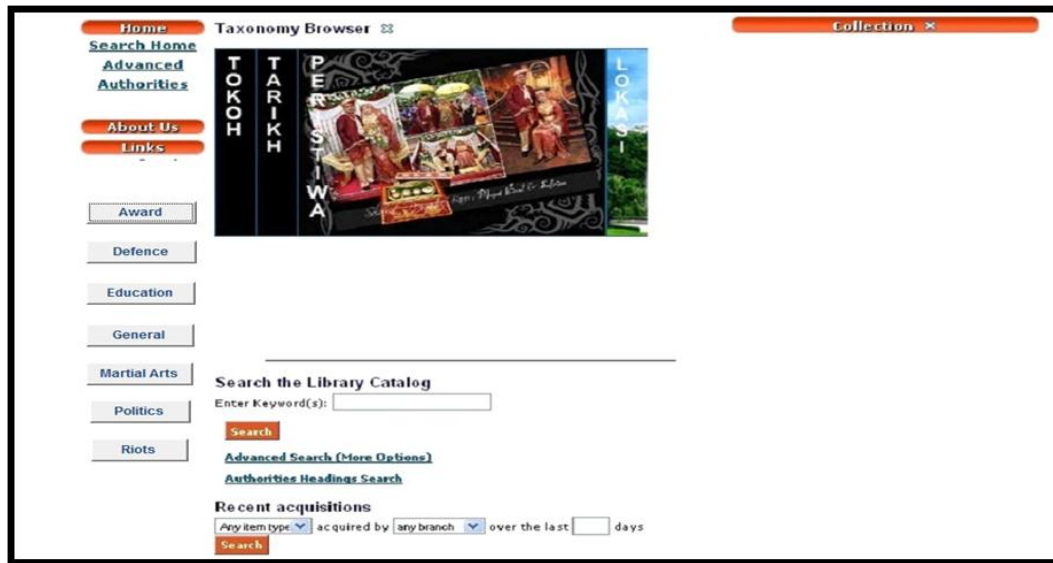 Home
Search Home
Advanced
Authorities
About Us
Links
Award
Defence
Education
General
Martial Arts
Politics
Riots
Taxonomy Browser
TOKOH
TARIKH
PERISTIWA
LOKASI
Search the Library Catalog
Enter Keyword(s):
Search
Advanced Search (More Options)
Authorities Headings Search
Recent acquisitions
Any item type acquired by any branch over the last days
Search
Collection